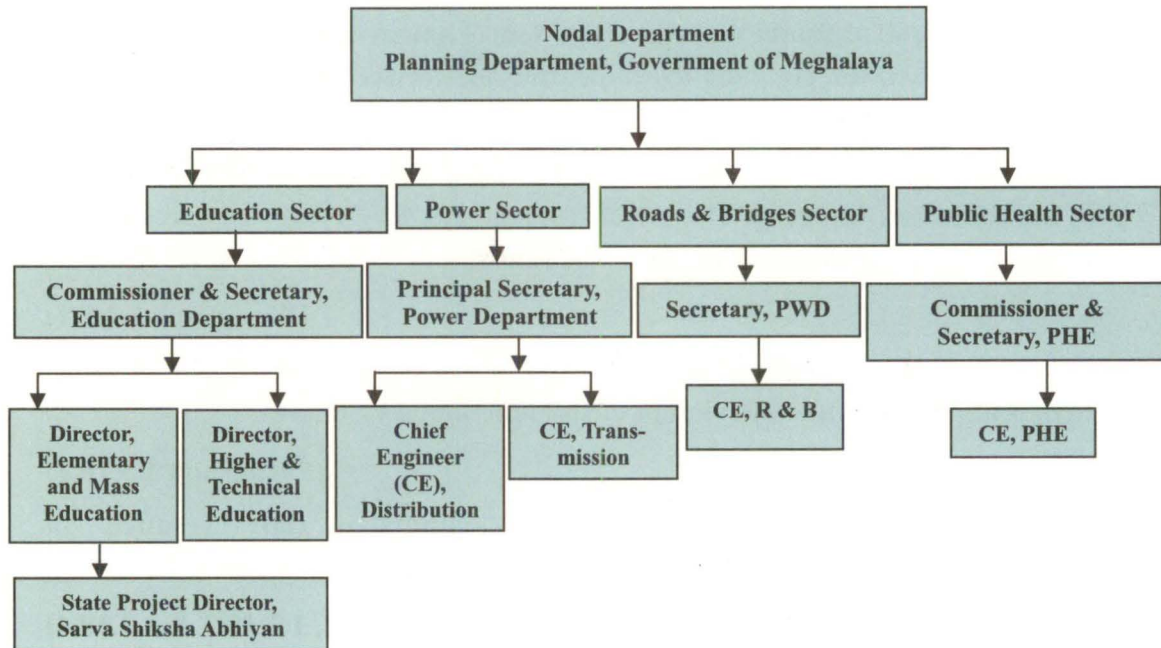 Nodal Department
Planning Department, Government of Meghalaya
Education Sector
Power Sector
Roads & Bridges Sector
Public Health Sector
Commissioner & Secretary,
Education Department
Principal Secretary,
Power Department
Secretary, PWD
Commissioner &
Secretary, PHE
Director,
Elementary
and Mass
Education
Director,
Higher &
Technical
Education
Chief
Engineer
(CE),
Distribution
CE, Trans-
mission
CE, R & B
CE, PHE
State Project Director,
Sarva Shiksha Abhiyan